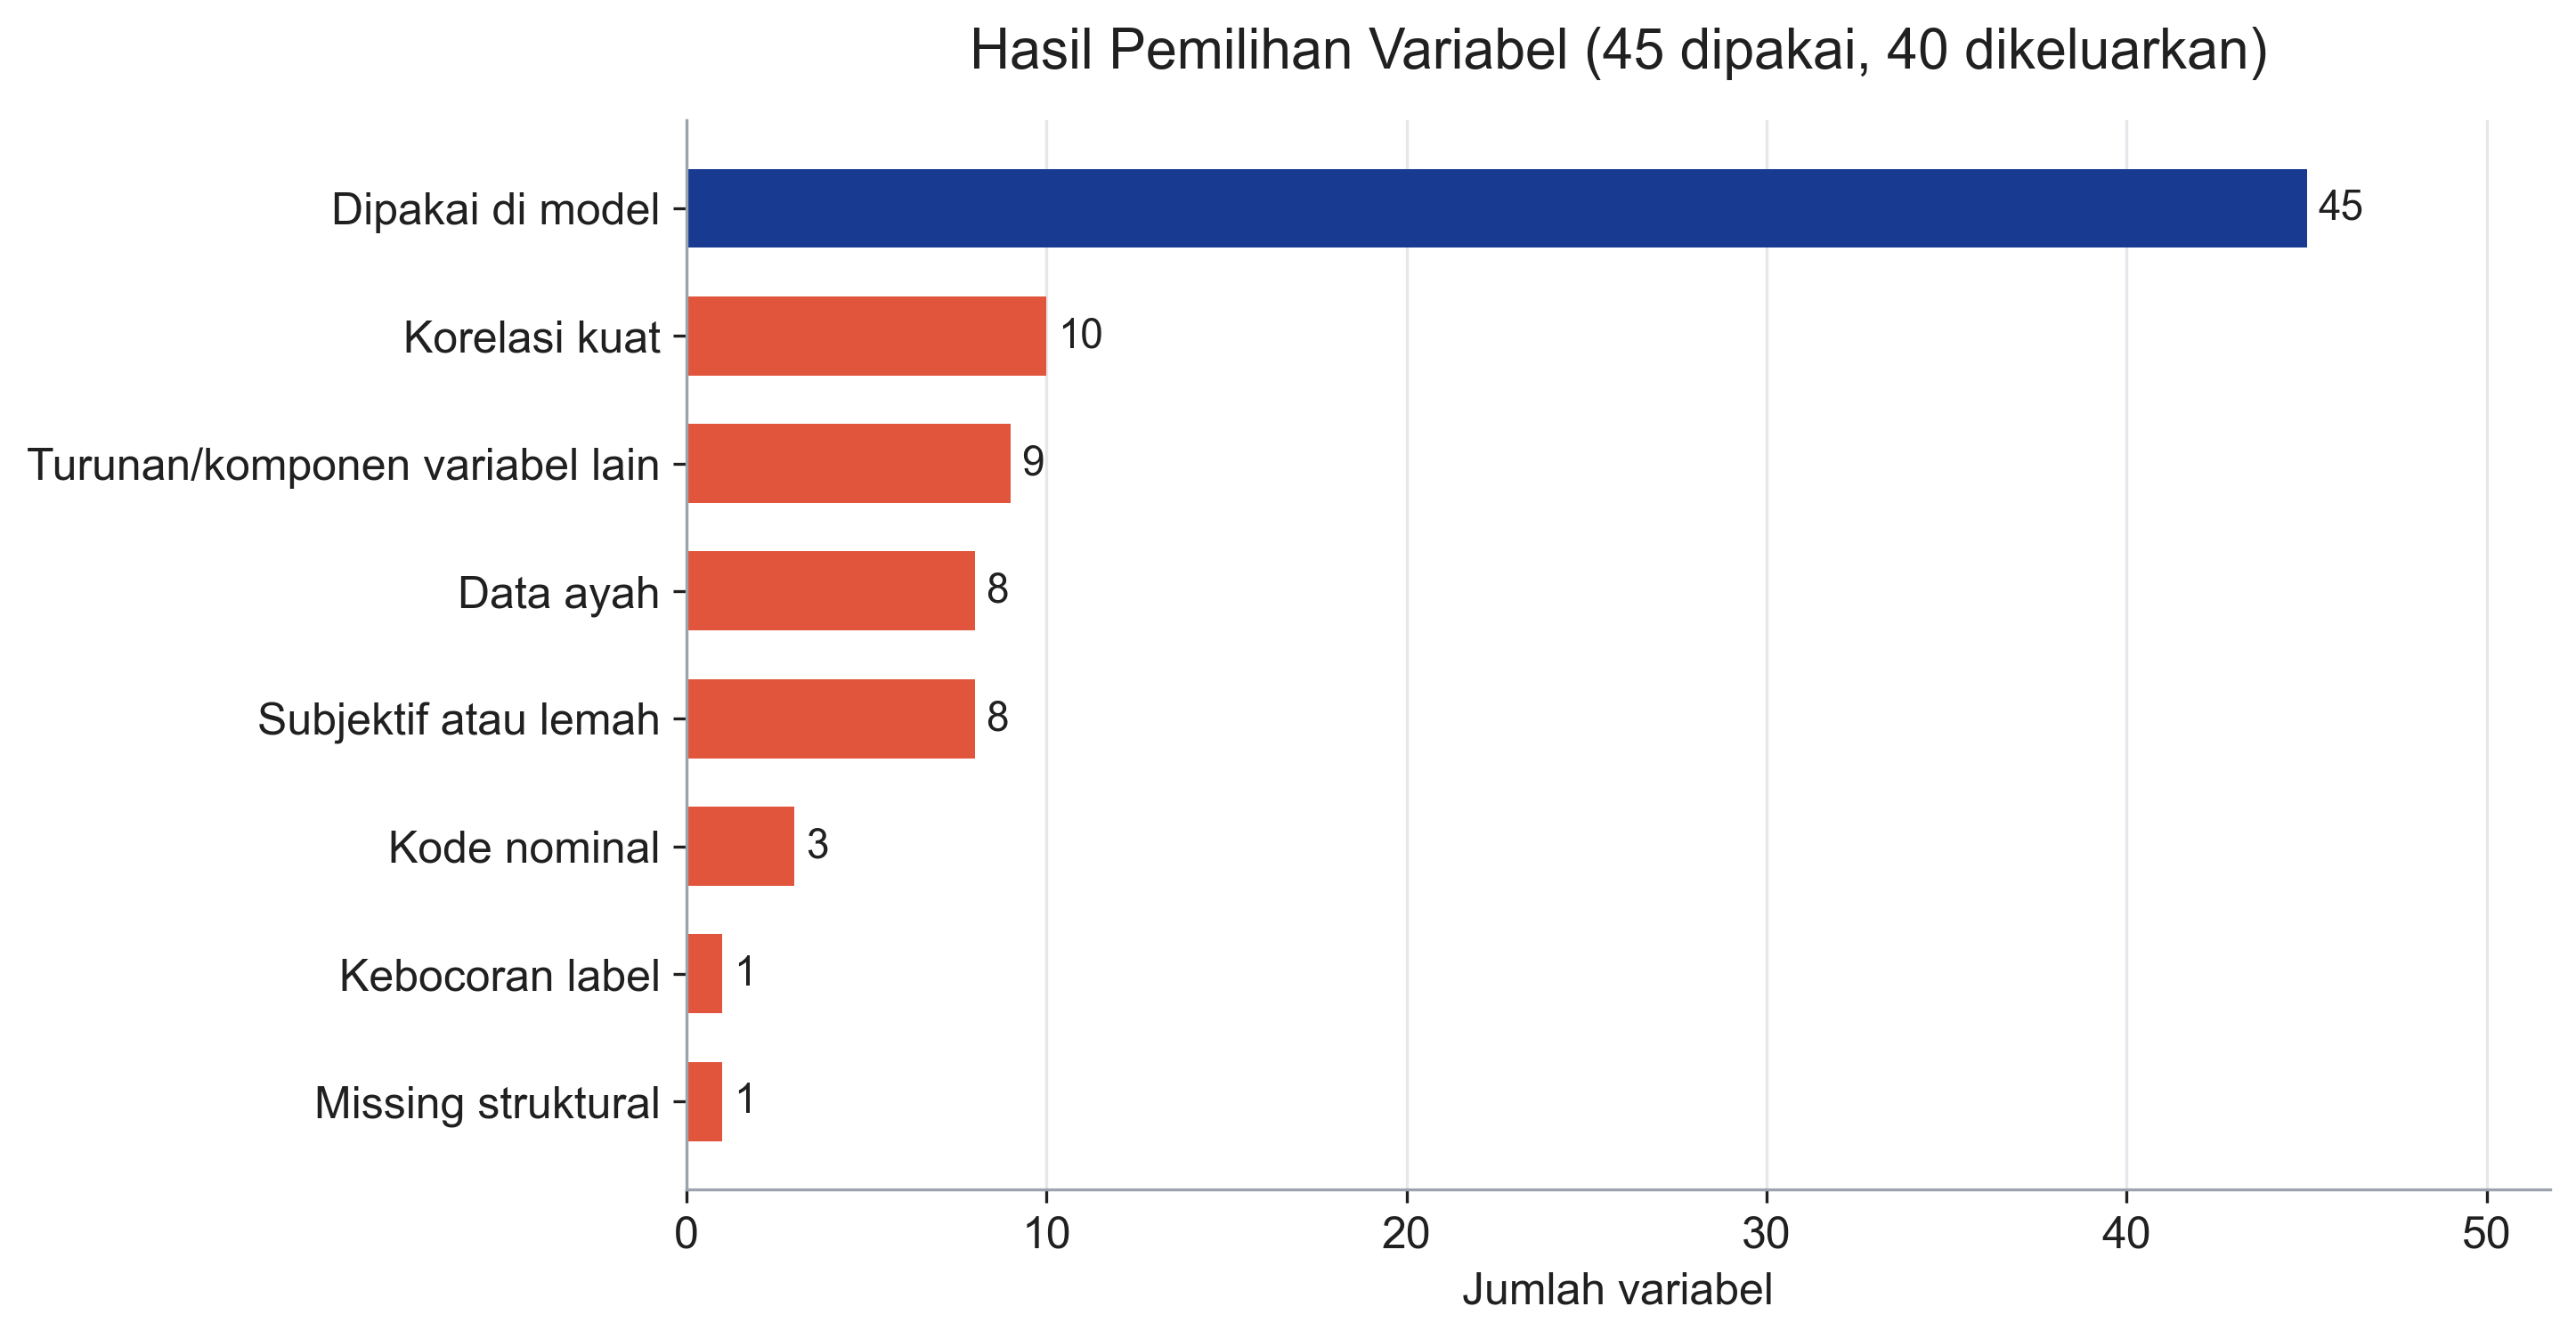 Hasil Pemilihan Variabel (45 dipakai, 40 dikeluarkan)
Dipakai di model 45
Korelasi kuat 10
Turunan/komponen variabel lain 9
Data ayah 8
Subjektif atau lemah 8
Kode nominal 3
Kebocoran label 1
Missing struktural 1
0 10 20 30 40 50
Jumlah variabel